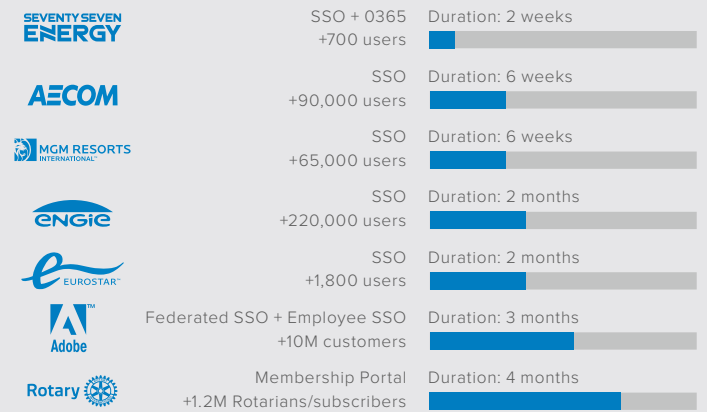 SEVENTY SEVEN
ENERGY
SSO + 0365
+700 users
Duration: 2 weeks
AECOM
SSO
+90,000 users
Duration: 6 weeks
MGM RESORTS
INTERNATIONAL™
SSO
+65,000 users
Duration: 6 weeks
ENGIE
SSO
+220,000 users
Duration: 2 months
e
EUROSTAR™
SSO
+1,800 users
Duration: 2 months
TM
Adobe
Federated SSO + Employee SSO
+10M customers
Duration: 3 months
Rotary
Membership Portal
+1.2M Rotarians/subscribers
Duration: 4 months